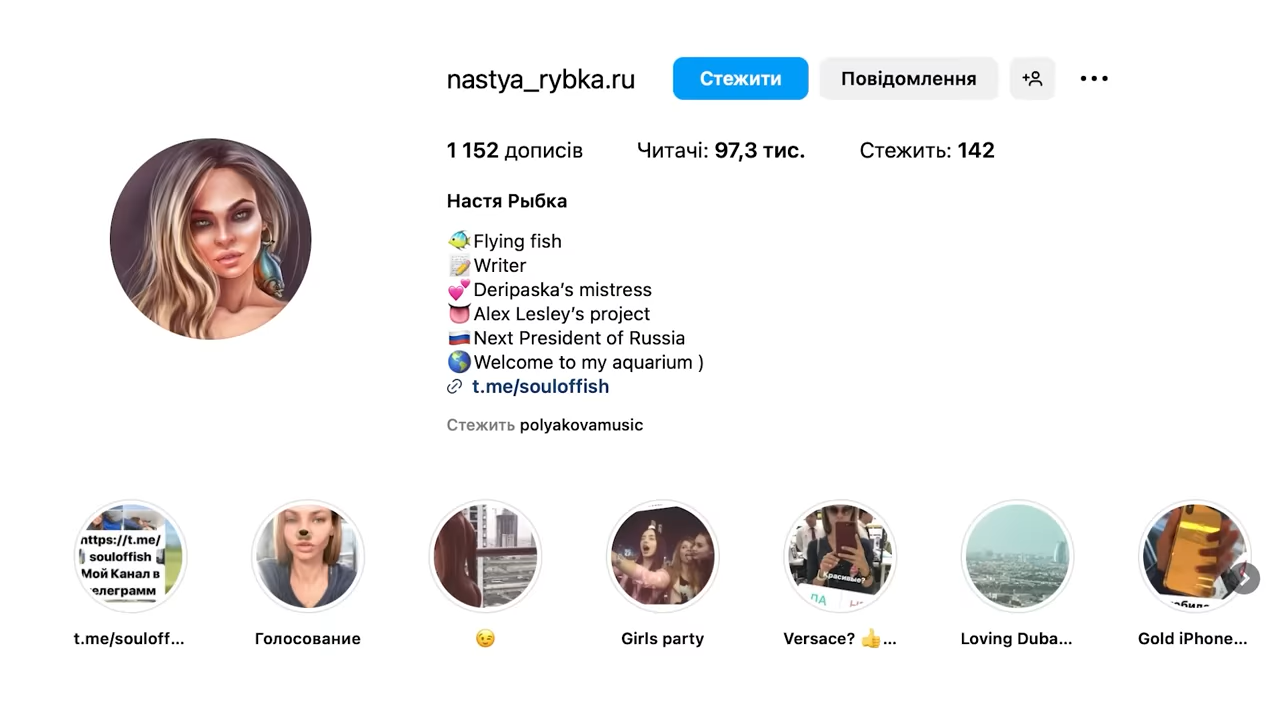 nastya_rybka.ru
Стежити
Повідомлення
1 152 дописів
Читачі: 97,3 тис.
Стежить: 142
Настя Рыбка
🐠Flying fish
📝Writer
💕Deripaska’s mistress
👅Alex Lesley’s project
🇷🇺Next President of Russia
🌎Welcome to my aquarium )
t.me/souloffish
Стежить polyakovamusic
https://t.me/
souloffish
Мой Канал в
Красивые?
ДА
t.me/souloff...
Голосование
😉
Girls party
Versace? 👍...
Loving Duba...
Gold iPhone...